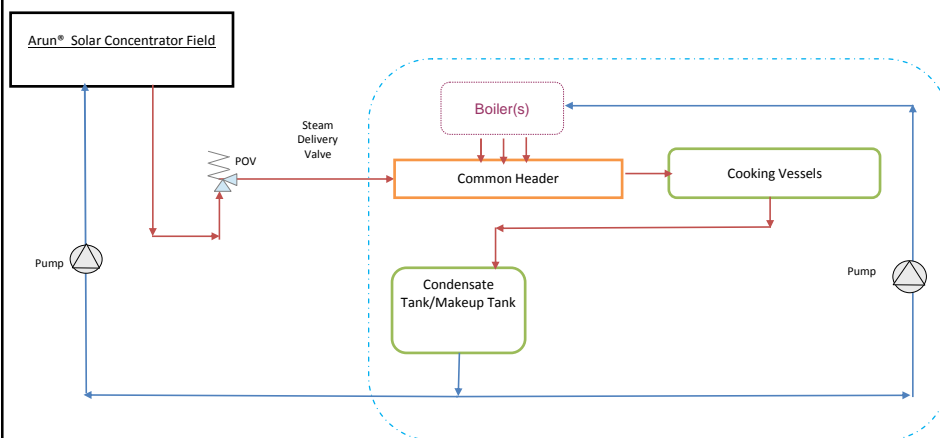 Arun® Solar Concentrator Field
Boiler(s)
Steam
Delivery
Valve
POV
Common Header
Cooking Vessels
Pump
Condensate
Tank/Makeup Tank
Pump